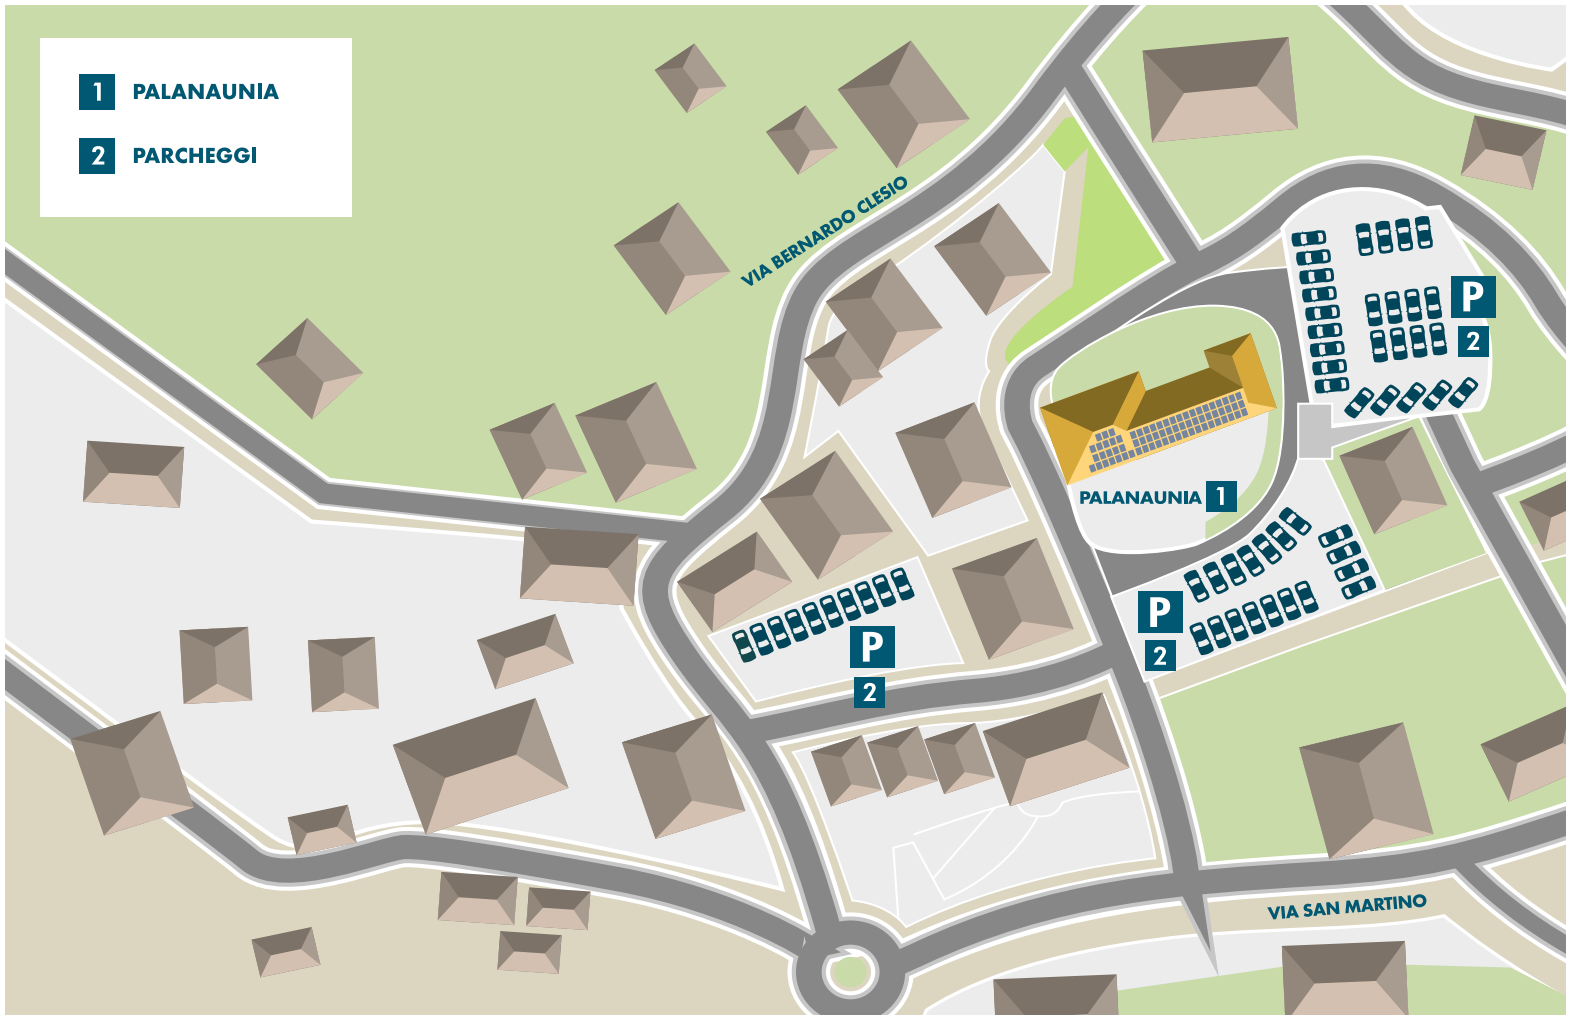 1 PALANAUNIA
2 PARCHEGGI
VIA BERNARDO CLESIO
P
2
PALANAUNIA 1
P
2
P
2
VIA SAN MARTINO